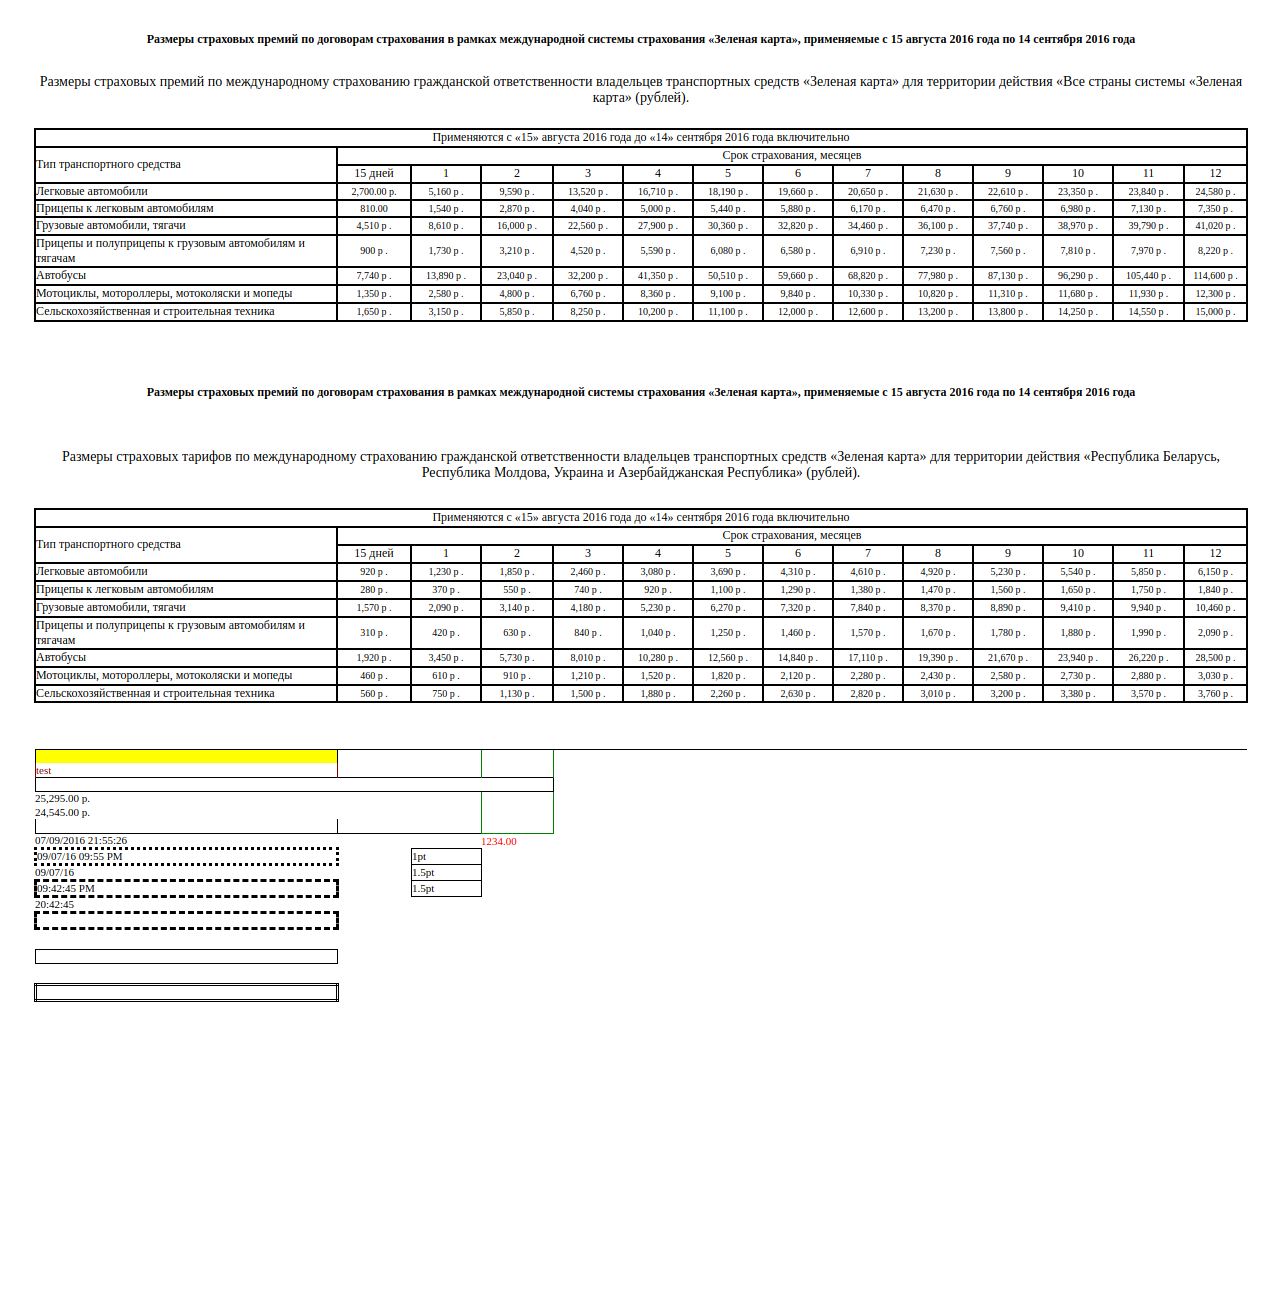 Размеры страховых премий по договорам страхования в рамках международной системы страхования «Зеленая карта», применяемые с 15 августа 2016 года по 14 сентября 2016 года
Размеры страховых премий по международному страхованию гражданской ответственности владельцев транспортных средств «Зеленая карта» для территории действия «Все страны системы «Зеленая
карта» (рублей).
Применяются с «15» августа 2016 года до «14» сентября 2016 года включительно
Тип транспортного средства Срок страхования, месяцев
15 дней 1 2 3 4 5 6 7 8 9 10 11 12
Легковые автомобили 2,700.00 р. 5,160 р . 9,590 р . 13,520 р . 16,710 р . 18,190 р . 19,660 р . 20,650 р . 21,630 р . 22,610 р . 23,350 р . 23,840 р . 24,580 р .
Прицепы к легковым автомобилям 810.00 1,540 р . 2,870 р . 4,040 р . 5,000 р . 5,440 р . 5,880 р . 6,170 р . 6,470 р . 6,760 р . 6,980 р . 7,130 р . 7,350 р .
Грузовые автомобили, тягачи 4,510 р . 8,610 р . 16,000 р . 22,560 р . 27,900 р . 30,360 р . 32,820 р . 34,460 р . 36,100 р . 37,740 р . 38,970 р . 39,790 р . 41,020 р .
Прицепы и полуприцепы к грузовым автомобилям и
тягачам 900 р . 1,730 р . 3,210 р . 4,520 р . 5,590 р . 6,080 р . 6,580 р . 6,910 р . 7,230 р . 7,560 р . 7,810 р . 7,970 р . 8,220 р .
Автобусы 7,740 р . 13,890 р . 23,040 р . 32,200 р . 41,350 р . 50,510 р . 59,660 р . 68,820 р . 77,980 р . 87,130 р . 96,290 р . 105,440 р . 114,600 р .
Мотоциклы, мотороллеры, мотоколяски и мопеды 1,350 р . 2,580 р . 4,800 р . 6,760 р . 8,360 р . 9,100 р . 9,840 р . 10,330 р . 10,820 р . 11,310 р . 11,680 р . 11,930 р . 12,300 р .
Сельскохозяйственная и строительная техника 1,650 р . 3,150 р . 5,850 р . 8,250 р . 10,200 р . 11,100 р . 12,000 р . 12,600 р . 13,200 р . 13,800 р . 14,250 р . 14,550 р . 15,000 р .
Размеры страховых премий по договорам страхования в рамках международной системы страхования «Зеленая карта», применяемые с 15 августа 2016 года по 14 сентября 2016 года
Размеры страховых тарифов по международному страхованию гражданской ответственности владельцев транспортных средств «Зеленая карта» для территории действия «Республика Беларусь,
Республика Молдова, Украина и Азербайджанская Республика» (рублей).
Применяются с «15» августа 2016 года до «14» сентября 2016 года включительно
Тип транспортного средства Срок страхования, месяцев
15 дней 1 2 3 4 5 6 7 8 9 10 11 12
Легковые автомобили 920 р . 1,230 р . 1,850 р . 2,460 р . 3,080 р . 3,690 р . 4,310 р . 4,610 р . 4,920 р . 5,230 р . 5,540 р . 5,850 р . 6,150 р .
Прицепы к легковым автомобилям 280 р . 370 р . 550 р . 740 р . 920 р . 1,100 р . 1,290 р . 1,380 р . 1,470 р . 1,560 р . 1,650 р . 1,750 р . 1,840 р .
Грузовые автомобили, тягачи 1,570 р . 2,090 р . 3,140 р . 4,180 р . 5,230 р . 6,270 р . 7,320 р . 7,840 р . 8,370 р . 8,890 р . 9,410 р . 9,940 р . 10,460 р .
Прицепы и полуприцепы к грузовым автомобилям и
тягачам 310 р . 420 р . 630 р . 840 р . 1,040 р . 1,250 р . 1,460 р . 1,570 р . 1,670 р . 1,780 р . 1,880 р . 1,990 р . 2,090 р .
Автобусы 1,920 р . 3,450 р . 5,730 р . 8,010 р . 10,280 р . 12,560 р . 14,840 р . 17,110 р . 19,390 р . 21,670 р . 23,940 р . 26,220 р . 28,500 р .
Мотоциклы, мотороллеры, мотоколяски и мопеды 460 р . 610 р . 910 р . 1,210 р . 1,520 р . 1,820 р . 2,120 р . 2,280 р . 2,430 р . 2,580 р . 2,730 р . 2,880 р . 3,030 р .
Сельскохозяйственная и строительная техника 560 р . 750 р . 1,130 р . 1,500 р . 1,880 р . 2,260 р . 2,630 р . 2,820 р . 3,010 р . 3,200 р . 3,380 р . 3,570 р . 3,760 р .
test
25,295.00 р.
24,545.00 р.
07/09/2016 21:55:26 1234.00
09/07/16 09:55 PM 1pt
09/07/16 1.5pt
09:42:45 PM 1.5pt
20:42:45